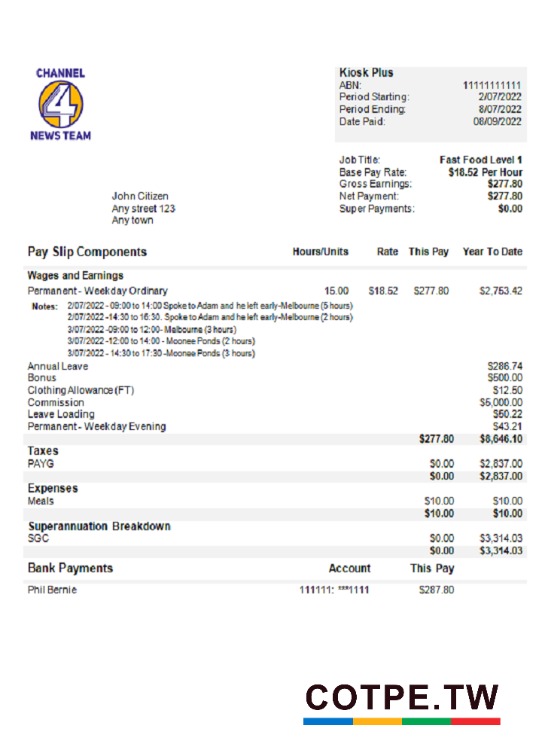 CHANNEL
4
NEWS TEAM
Kiosk Plus
ABN: 11111111111
Period Starting: 2/07/2022
Period Ending: 8/07/2022
Date Paid: 08/09/2022
Job Title: Fast Food Level 1
Base Pay Rate: $18.52 Per Hour
Gross Earnings: $277.80
Net Payment: $277.80
Super Payments: $0.00
John Citizen
Any street 123
Any town
Pay Slip Components Hours/Units Rate This Pay Year To Date
Wages and Earnings
Permanent - Weekday Ordinary 15.00 $18.52 $277.80 $2,753.42
Notes: 2/07/2022 - 09:00 to 14:00 Spoke to Adam and he left early-Melbourne (5 hours)
2/07/2022 -14:30 to 16:30. Spoke to Adam and he left early-Melbourne (2 hours)
3/07/2022 -09:00 to 12:00- Melbourne (3 hours)
3/07/2022 -12:00 to 14:00 - Moonee Ponds (2 hours)
3/07/2022 - 14:30 to 17:30 -Moonee Ponds (3 hours)
Annual Leave $286.74
Bonus $500.00
Clothing Allowance (FT) $12.50
Commission $5,000.00
Leave Loading $50.22
Permanent - Weekday Evening $43.21
$277.80 $8,646.10
Taxes
PAYG $0.00 $2,837.00
$0.00 $2,837.00
Expenses
Meals $10.00 $10.00
$10.00 $10.00
Superannuation Breakdown
SGC $0.00 $3,314.03
$0.00 $3,314.03
Bank Payments Account This Pay
Phil Bernie 111111: ***1111 $287.80
COTPE.TW